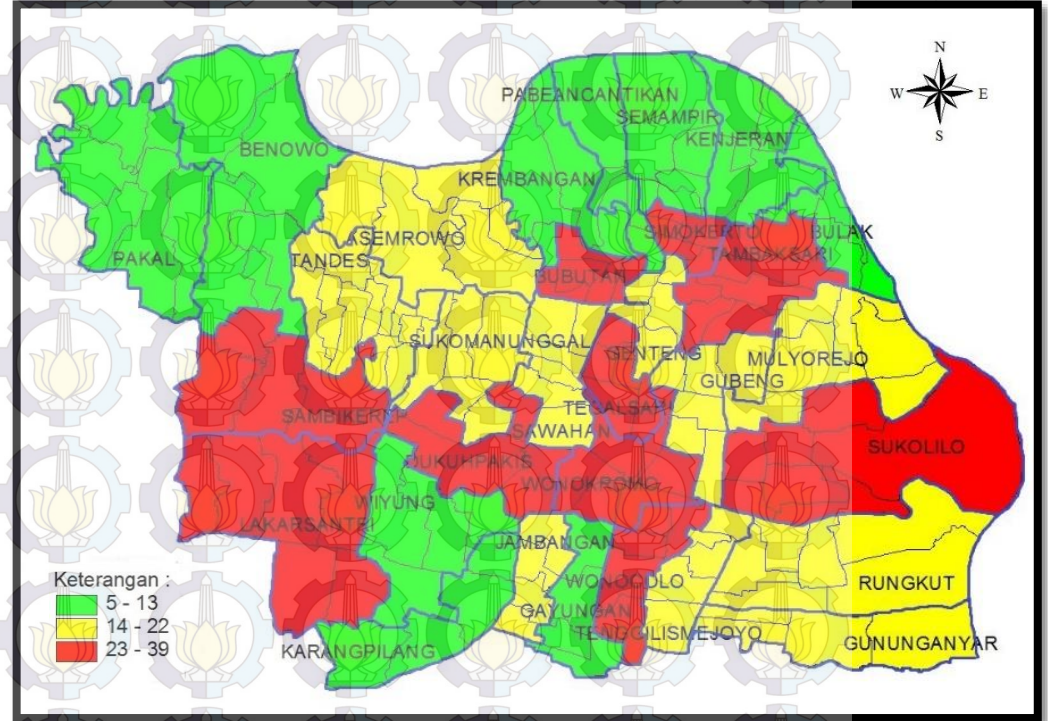 N
W E
S
PABEANCANTIKAN
SEMAMPIR
KENJERAN
BENOWO
KREMBANGAN
SIMOKERTO
BULAK
ASEMROWO
TAMBAKSARI
PAKAL
TANDES
BUBUTAN
SUKOMANUNGGAL
GENTENG
MULYOREJO
GUBENG
TEGALSARI
SAMBIKEREP
SAWAHAN
SUKOLILO
DUKUHPAKIS
WONOKROMO
WIYUNG
LAKARSANTRI
JAMBANGAN
Keterangan :
5 - 13
14 - 22
23 - 39
WONOCOLO
RUNGKUT
GAYUNGAN
TENGGILISMEJOYO
GUNUNGANYAR
KARANGPILANG